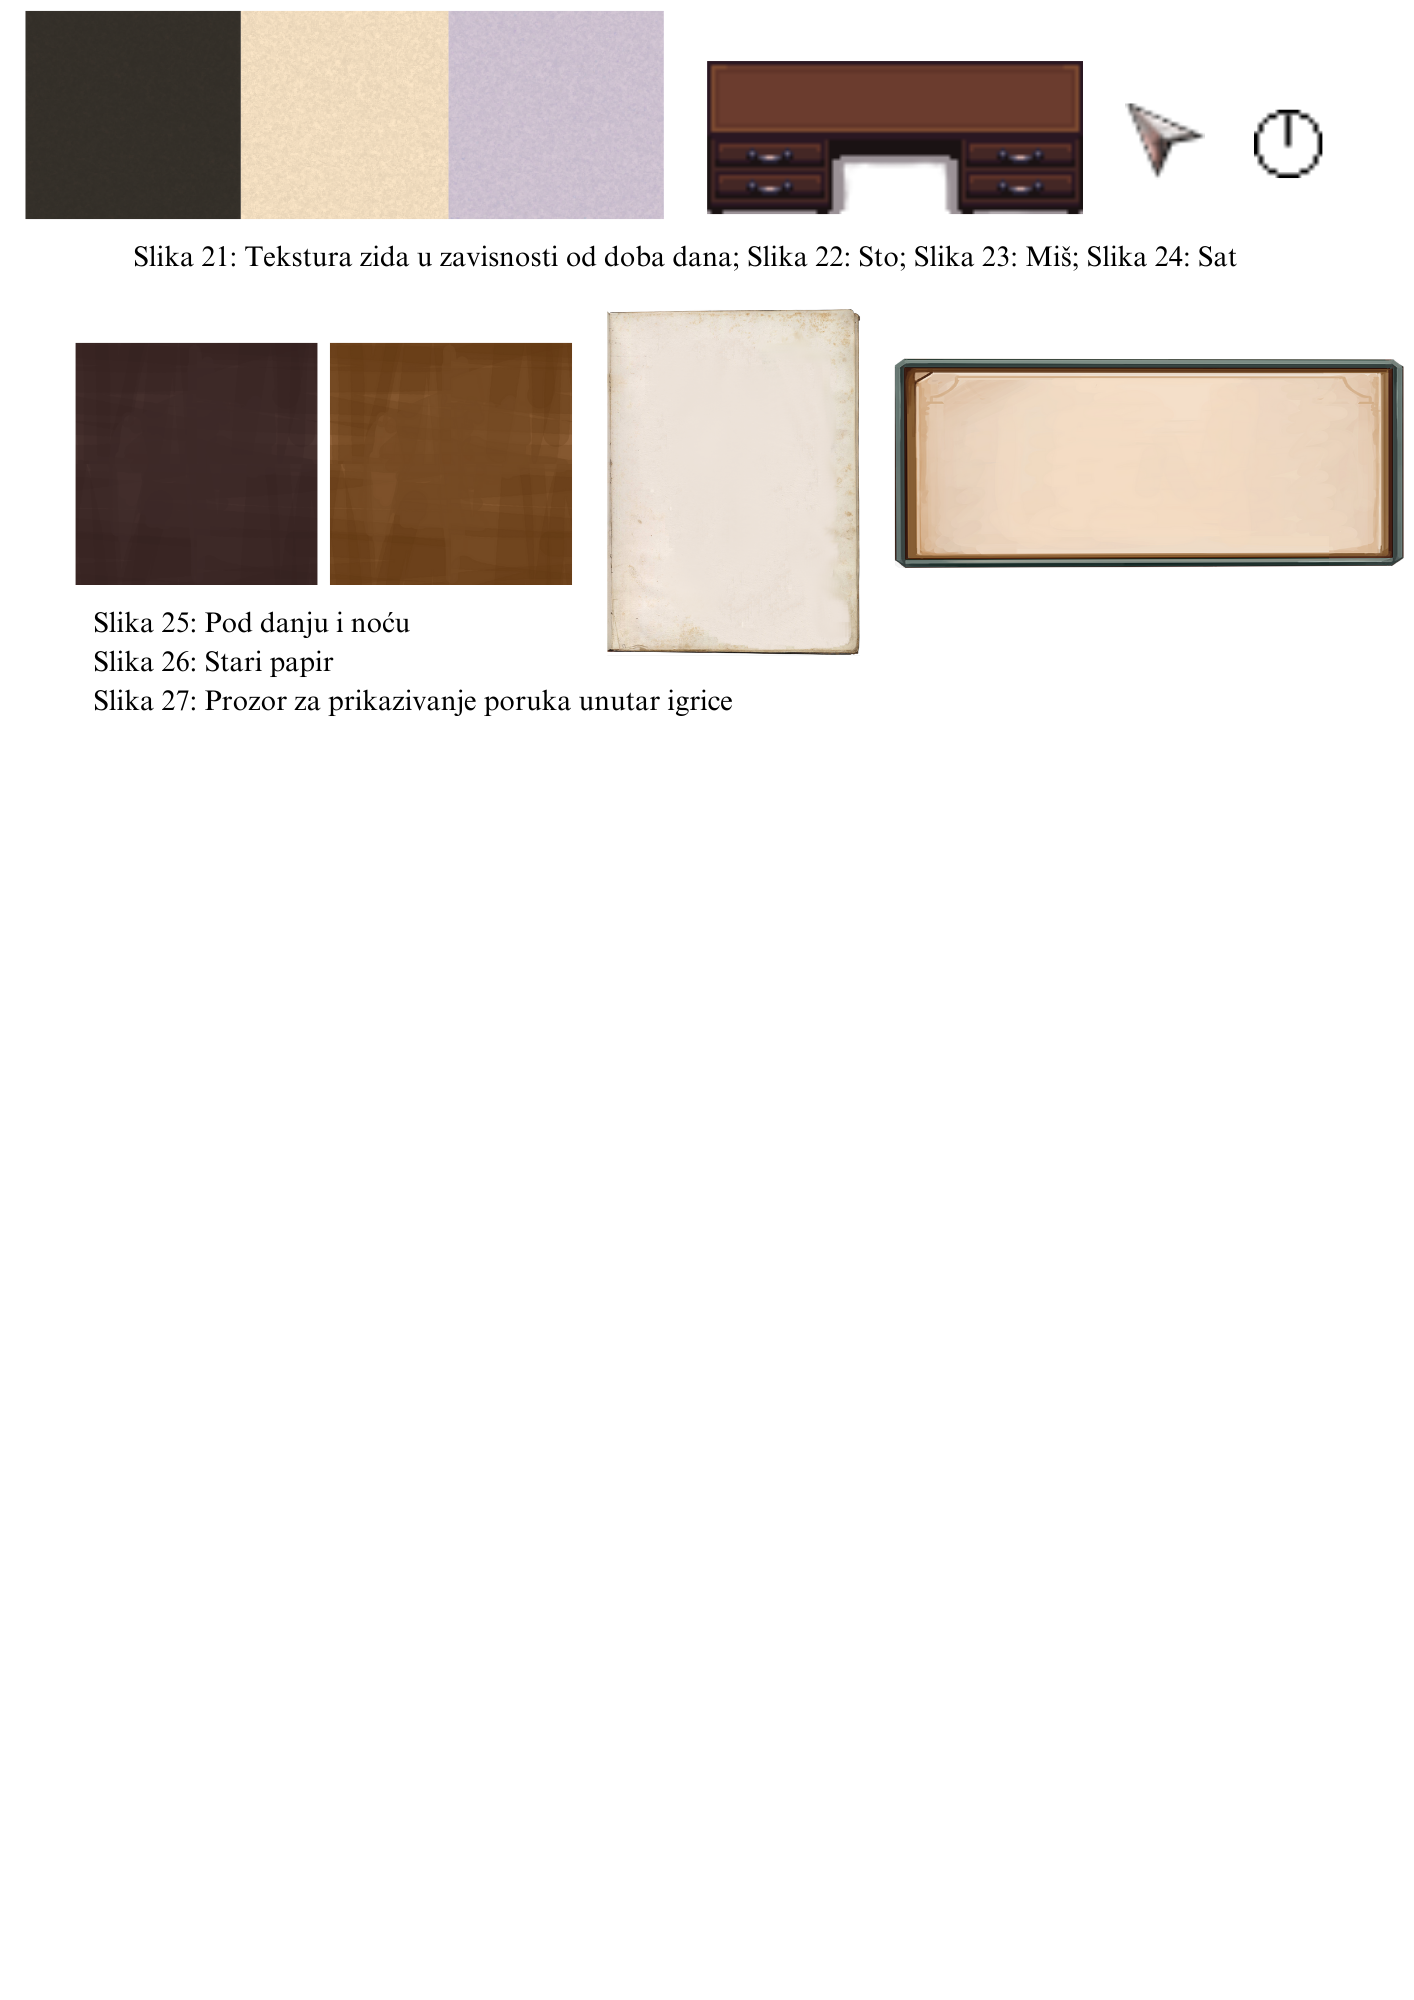 Slika 21: Tekstura zida u zavisnosti od doba dana; Slika 22: Sto; Slika 23: Miš; Slika 24: Sat
Slika 25: Pod danju i noću
Slika 26: Stari papir
Slika 27: Prozor za prikazivanje poruka unutar igrice